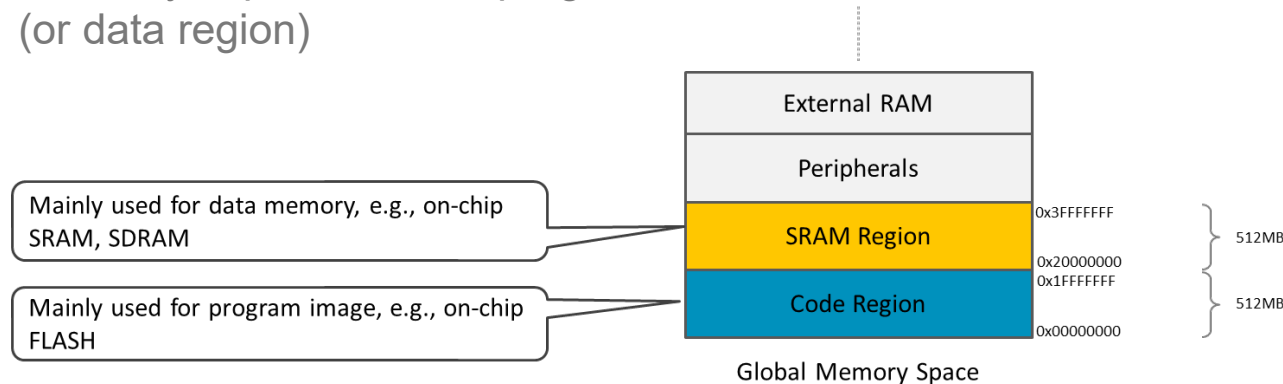 (or data region)
External RAM
Peripherals
Mainly used for data memory, e.g., on-chip
SRAM, SDRAM
SRAM Region
0x3FFFFFFF
0x20000000
512MB
Mainly used for program image, e.g., on-chip
FLASH
Code Region
0x1FFFFFFF
0x00000000
512MB
Global Memory Space